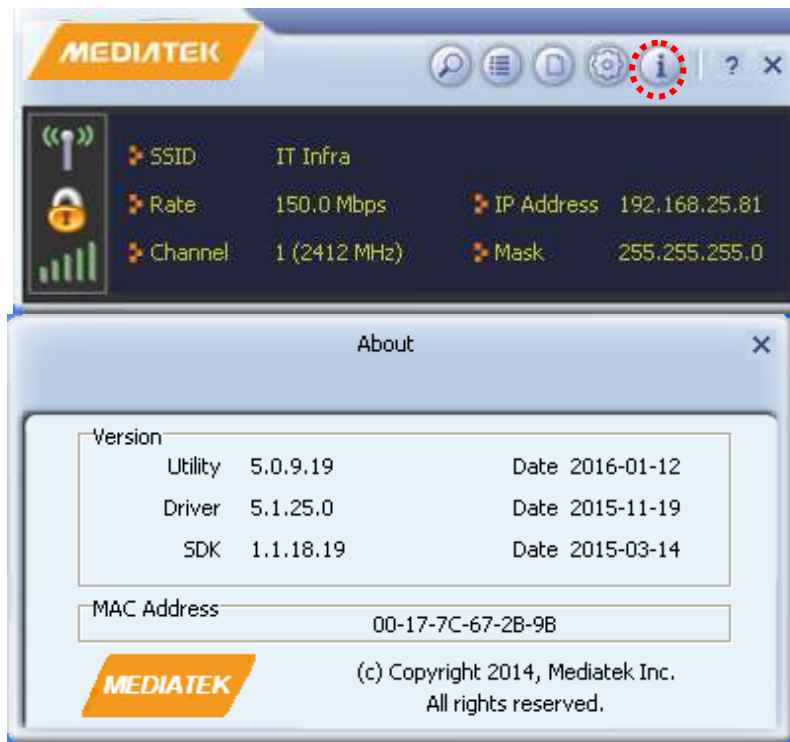 MEDIATEK
i ? ×
SSID IT Infra
Rate 150.0 Mbps IP Address 192.168.25.81
Channel 1 (2412 MHz) Mask 255.255.255.0
About ×
Version
Utility 5.0.9.19 Date 2016-01-12
Driver 5.1.25.0 Date 2015-11-19
SDK 1.1.18.19 Date 2015-03-14
MAC Address
00-17-7C-67-2B-9B
MEDIATEK
(c) Copyright 2014, Mediatek Inc.
All rights reserved.